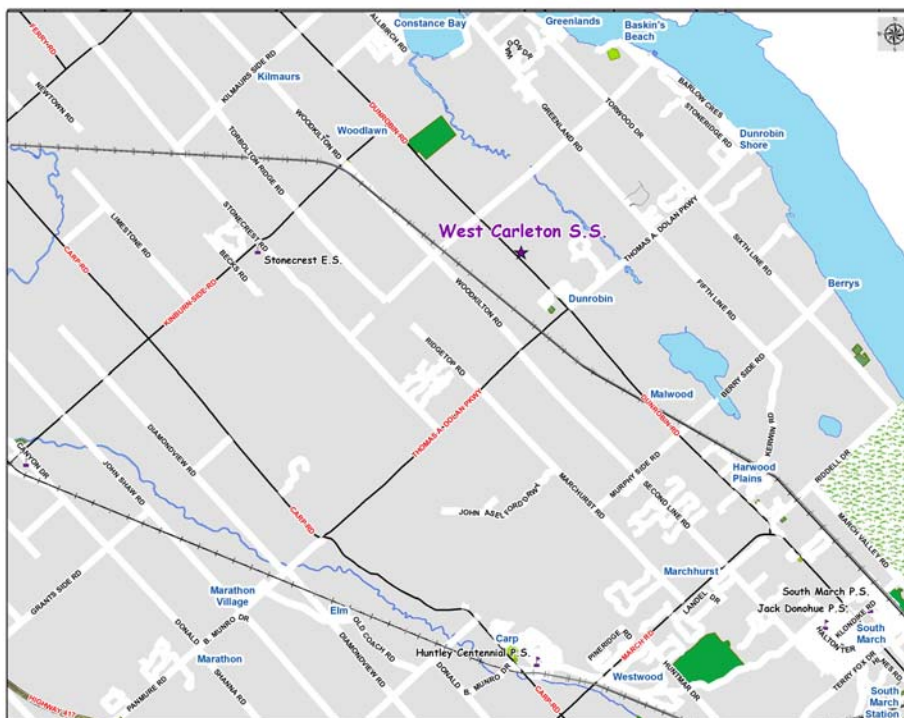 Constance Bay
Greenlands
Baskin's
Beach
FERRY RD
ALLBIRCH RD
KILMAURS SIDE RD
Kilmaurs
NEWTOWN RD
WOODKILTON RD
Woodlawn
DUNROBIN RD
TORBOLTON RIDGE RD
GREENLAND RD
TORWOOD DR
BARLOW CRES
STONERIDGE RD
Dunrobin
Shore
LIMESTONE RD
STONECREST RD
BECKS RD
Stonecrest E.S.
West Carleton S.S.
THOMAS A. DOLAN PKWY
SIXTH LINE RD
CARP RD
KINBURN SIDE RD
WOODKILTON RD
Dunrobin
FIFTH LINE RD
Berrys
RIDGETOP RD
THOMAS A. DOLAN PKWY
BERRY SIDE RD
Malwood
DUNROBIN RD
KERWIN RD
CANYON DR
JOHN SHAW RD
DIAMONDVIEW RD
MURPHY SIDE RD
Harwood
Plains
RIDDELL DR
MARCHURST RD
SECOND LINE RD
JOHN ASELFORD DRWY
CARP RD
MARCH VALLEY RD
Marchhurst
GRANTS SIDE RD
Marathon
Village
Elm
LANDEL DR
South March P.S.
Jack Donohue P.S.
KLONDIKE RD
South
March
DONALD B. MUNRO DR
OLD COACH RD
PINERIDGE RD
MARCH RD
HALTON TER
Carp
Huntley Centennial P.S.
Marathon
DIAMONDVIEW RD
DONALD B. MUNRO DR
Westwood
HUNTMAR DR
TERRY FOX DR
HINES RD
PANMURE RD
SHANNA RD
HIGHWAY 417
CARP RD
South
March
Station